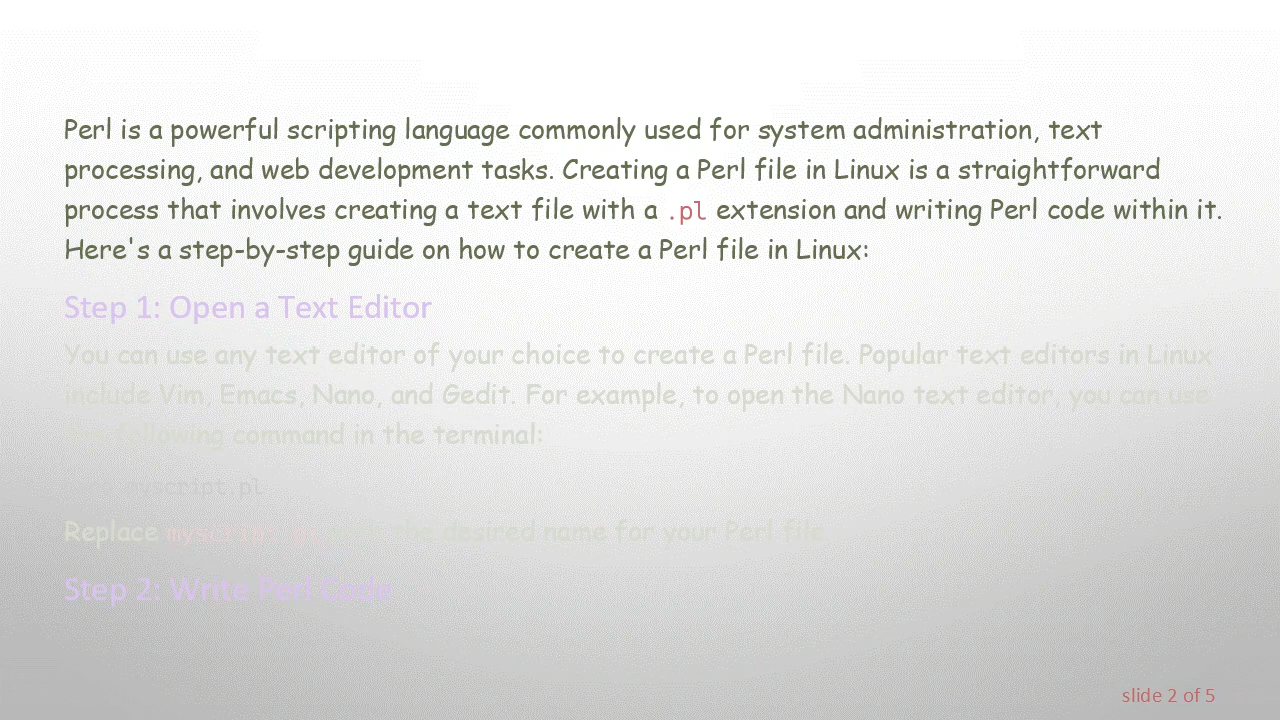 Perl is a powerful scripting language commonly used for system administration, text
processing, and web development tasks. Creating a Perl file in Linux is a straightforward
process that involves creating a text file with a .pl extension and writing Perl code within it.
Here's a step-by-step guide on how to create a Perl file in Linux:
Step 1: Open a Text Editor
You can use any text editor of your choice to create a Perl file. Popular text editors in Linux
include Vim, Emacs, Nano, and Gedit. For example, to open the Nano text editor, you can use
the following command in the terminal:
myscript.pl
Replace myscript.pl with the desired name for your Perl file.
Step 2: Write Perl Code
slide 2 of 5